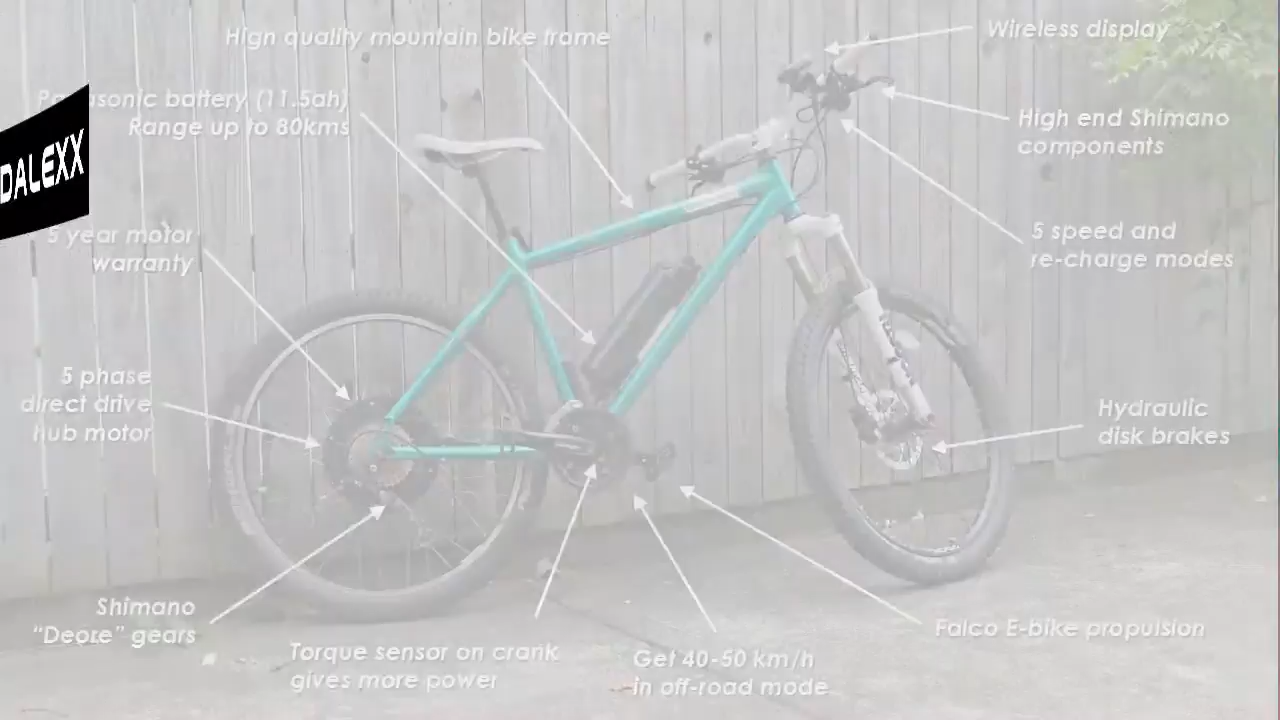 High quality mountain bike frame
Wireless display
Panasonic battery (11.5ah)
Range up to 80kms
High end Shimano
components
DALEXX
5 year motor
warranty
5 speed and
re-charge modes
5 phase
direct drive
hub motor
Hydraulic
disk brakes
Shimano
“Deore” gears
Torque sensor on crank
gives more power
Get 40-50 km/h
in off-road mode
Falco E-bike propulsion